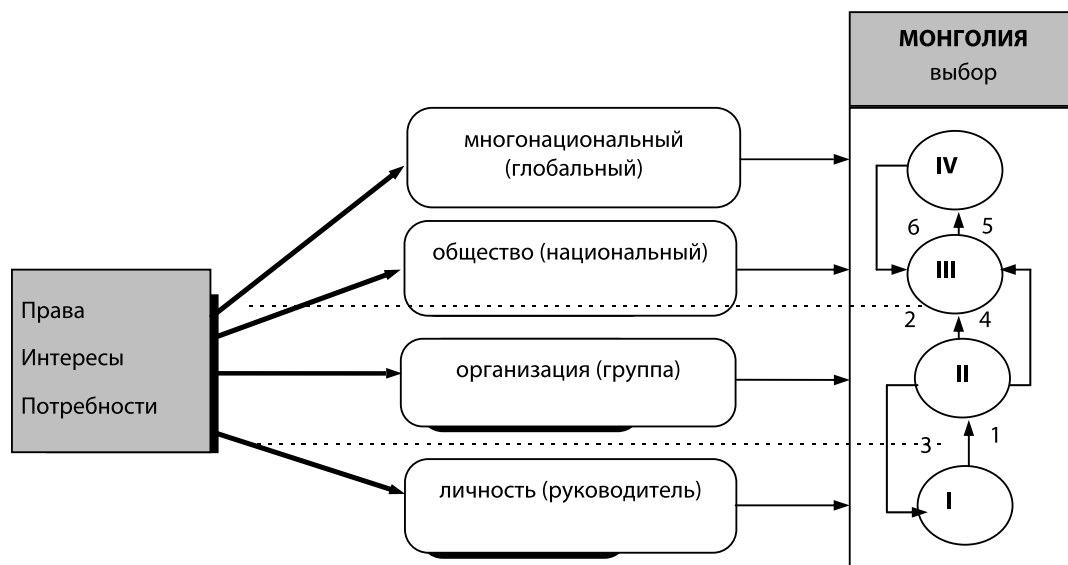 МОНГОЛИЯ
выбор
многонациональный
(глобальный)
IV
6 5
общество (национальный)
III
Права
2 4
Интересы
организация (группа)
II
Потребности
3 1
личность (руководитель)
I